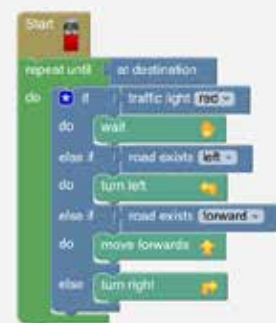 Start
repeat until at destination
do if traffic light red
do wait
else if road exists left
do turn left
else if road exists forward
do move forwards
else turn right